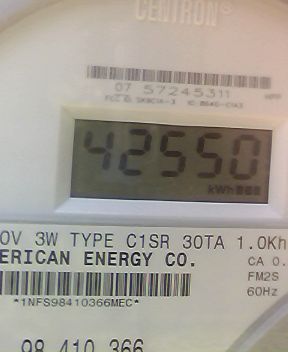 CENTRON®
07 57245311
42550
kWh
0V 3W TYPE C1SR 30TA 1.0Kh
ERICAN ENERGY CO.
CA 0.
FM2S
*1NFS98410366MEC*
60Hz
98 410 366